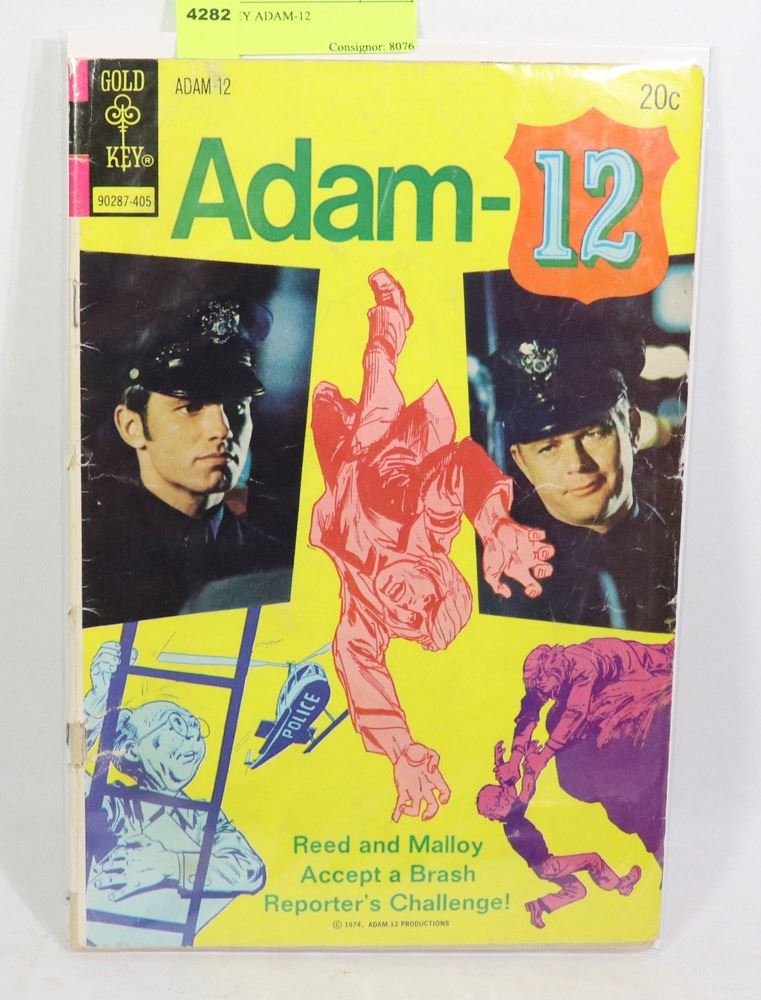 4282 EY ADAM-12
Consignor: 8076
GOLD
KEY®
90287-405
ADAM-12
20c
Adam-12
POLICE
Reed and Malloy
Accept a Brash
Reporter's Challenge!
© 1974, ADAM-12 PRODUCTIONS